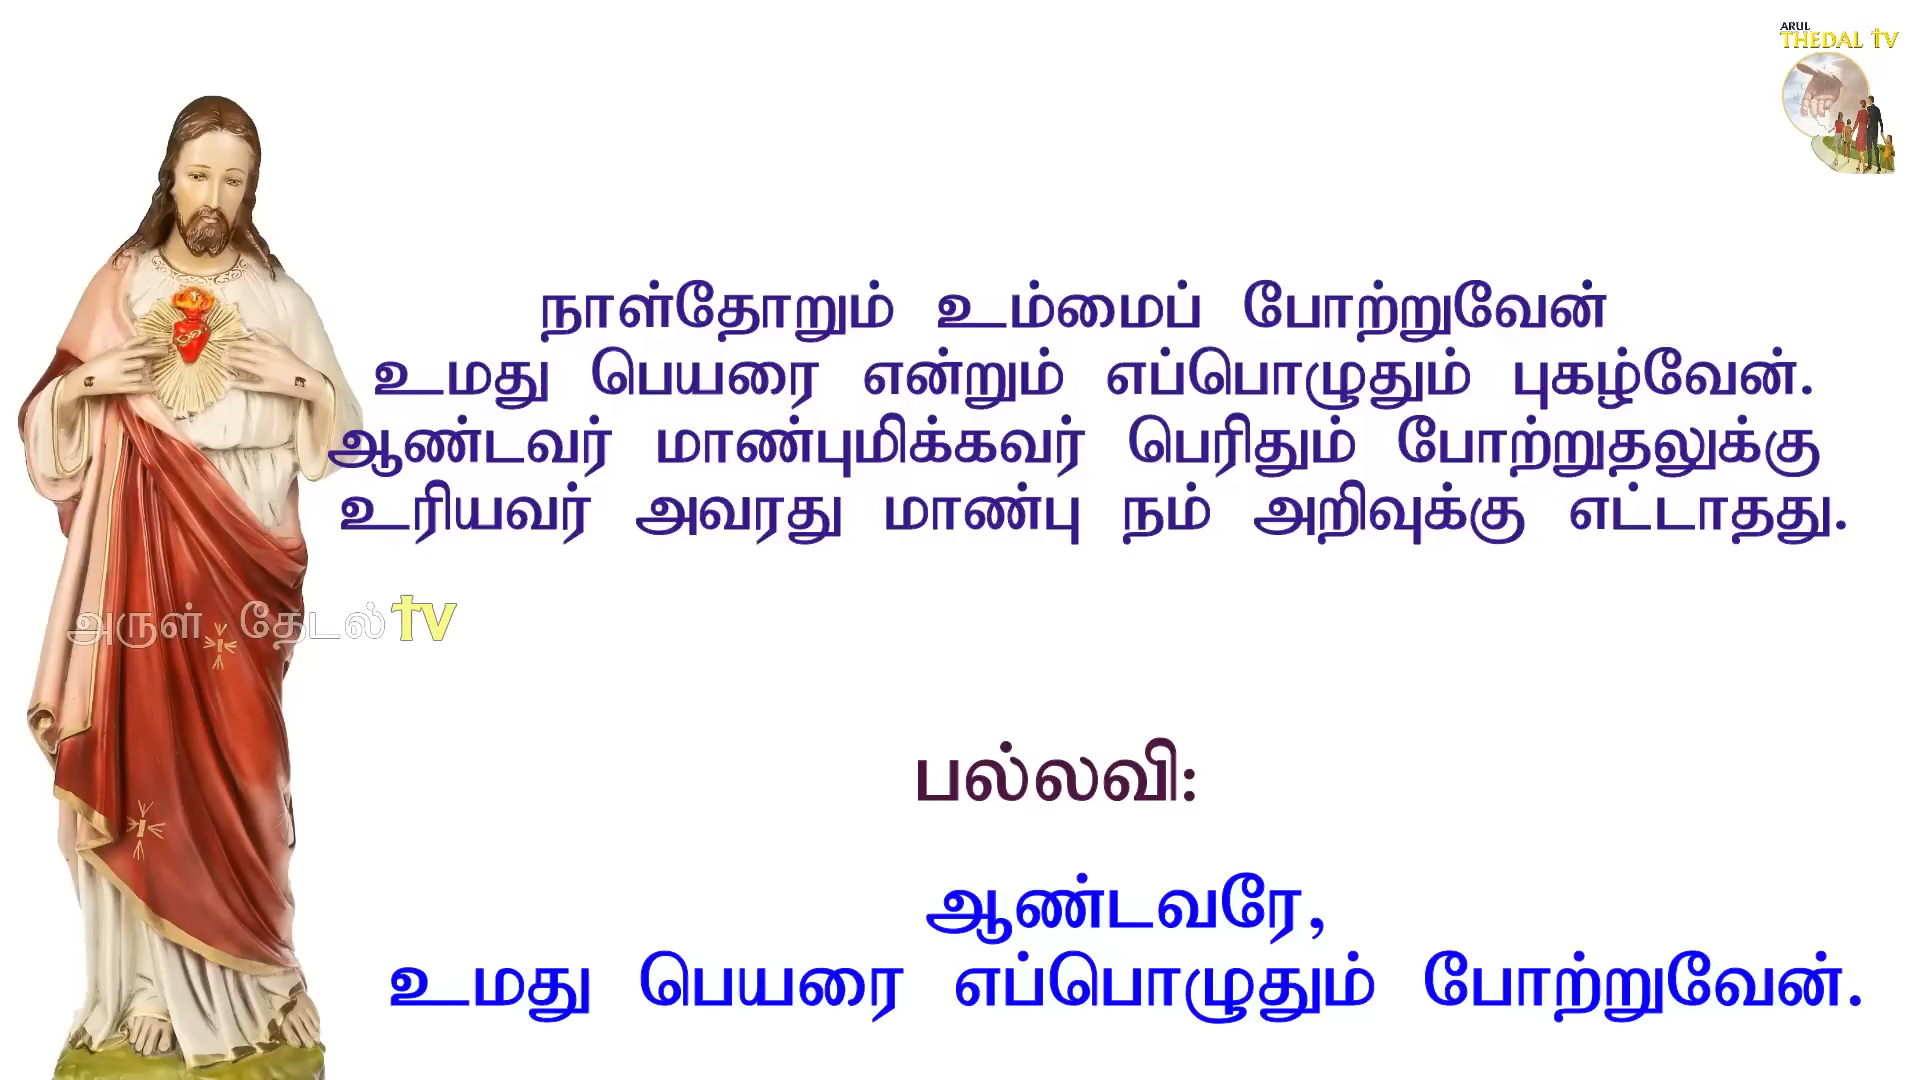 ARUL
THEDAL TV
நாள்தோறும் உம்மைப் போற்றுவேன்
உமது பெயரை என்றும் எப்பொழுதும் புகழ்வேன்.
ஆண்டவர் மாண்புமிக்கவர் பெரிதும் போற்றுதலுக்கு
உரியவர் அவரது மாண்பு நம் அறிவுக்கு எட்டாதது.
அருள் தேடல் TV
பல்லவி:
ஆண்டவரே,
உமது பெயரை எப்பொழுதும் போற்றுவேன்.